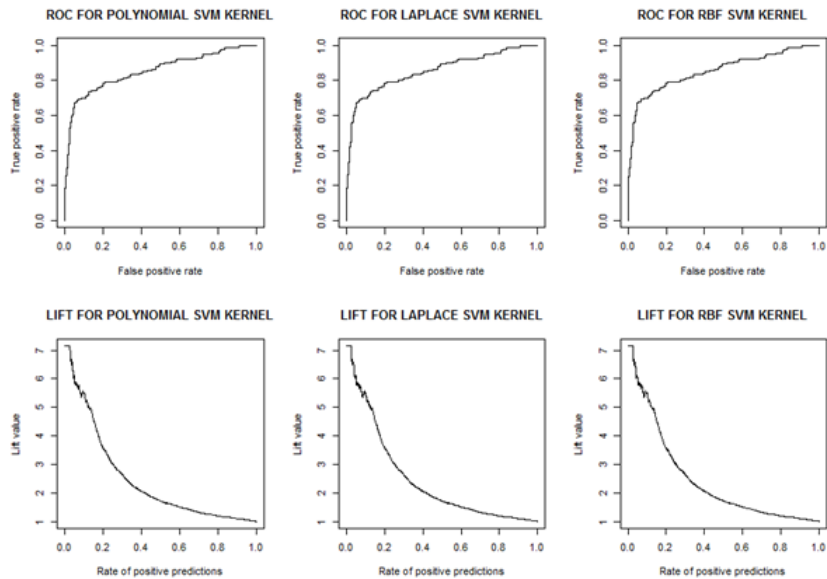 ROC FOR POLYNOMIAL SVM KERNEL
True positive rate
1.0
0.8
0.6
0.4
0.2
0.0
0.0 0.2 0.4 0.6 0.8 1.0
False positive rate
ROC FOR LAPLACE SVM KERNEL
True positive rate
1.0
0.8
0.6
0.4
0.2
0.0
0.0 0.2 0.4 0.6 0.8 1.0
False positive rate
ROC FOR RBF SVM KERNEL
True positive rate
1.0
0.8
0.6
0.4
0.2
0.0
0.0 0.2 0.4 0.6 0.8 1.0
False positive rate
LIFT FOR POLYNOMIAL SVM KERNEL
Lift value
7
6
5
4
3
2
1
0.0 0.2 0.4 0.6 0.8 1.0
Rate of positive predictions
LIFT FOR LAPLACE SVM KERNEL
Lift value
7
6
5
4
3
2
1
0.0 0.2 0.4 0.6 0.8 1.0
Rate of positive predictions
LIFT FOR RBF SVM KERNEL
Lift value
7
6
5
4
3
2
1
0.0 0.2 0.4 0.6 0.8 1.0
Rate of positive predictions